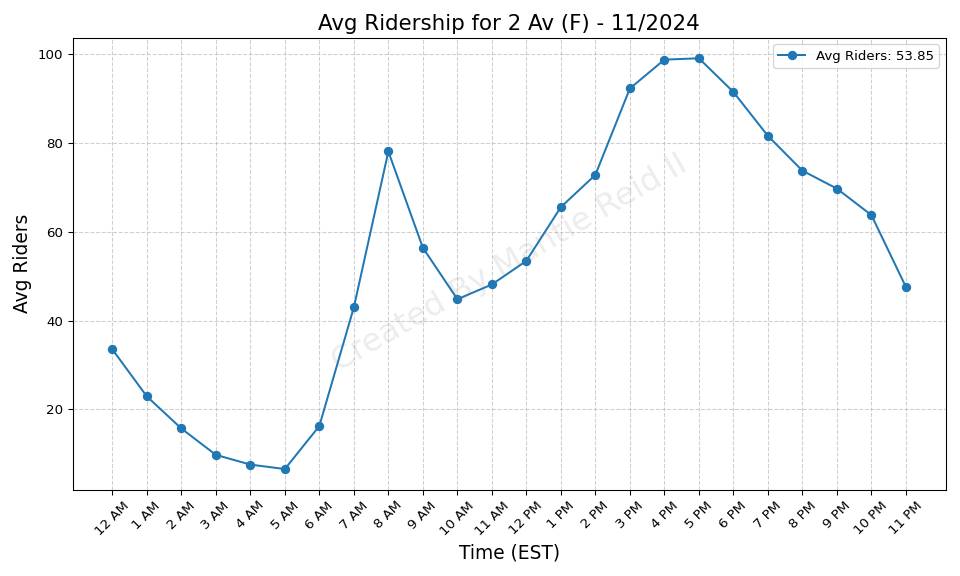 Avg Ridership for 2 Av (F) - 11/2024
Avg Riders: 53.85
100
80
60
40
20
Avg Riders
Created By Mantie Reid II
12 AM
1 AM
2 AM
3 AM
4 AM
5 AM
6 AM
7 AM
8 AM
9 AM
10 AM
11 AM
12 PM
1 PM
2 PM
3 PM
4 PM
5 PM
6 PM
7 PM
8 PM
9 PM
10 PM
11 PM
Time (EST)